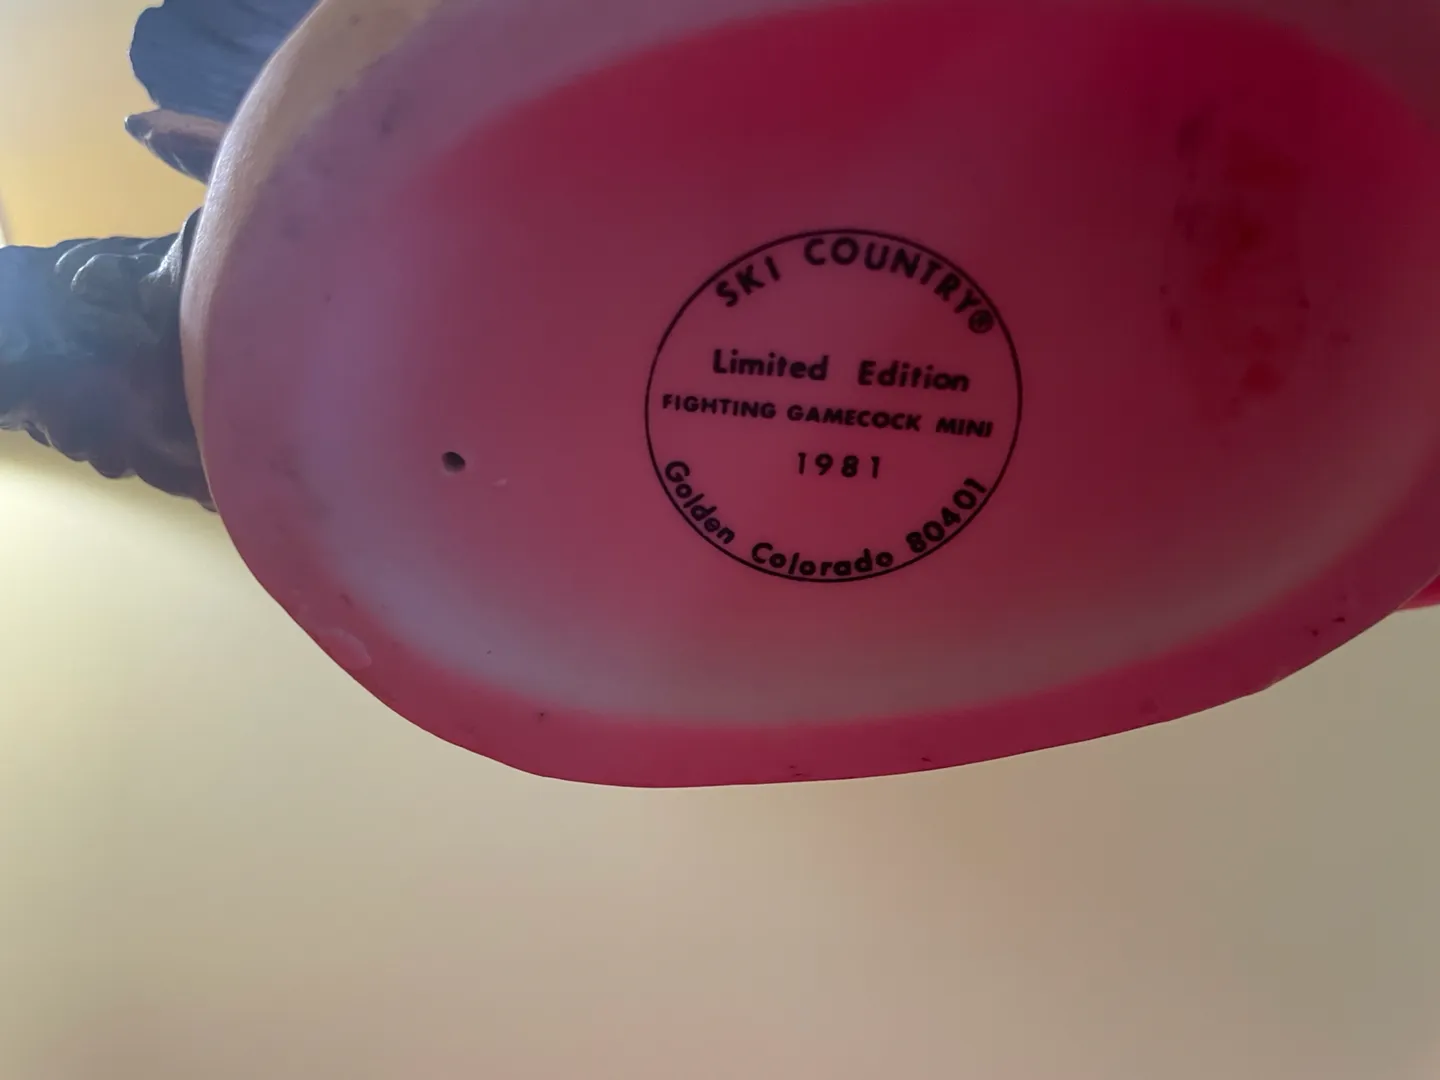 SKI COUNTRY®
Limited Edition
FIGHTING GAMECOCK MINI
1981
Golden Colorado 80401